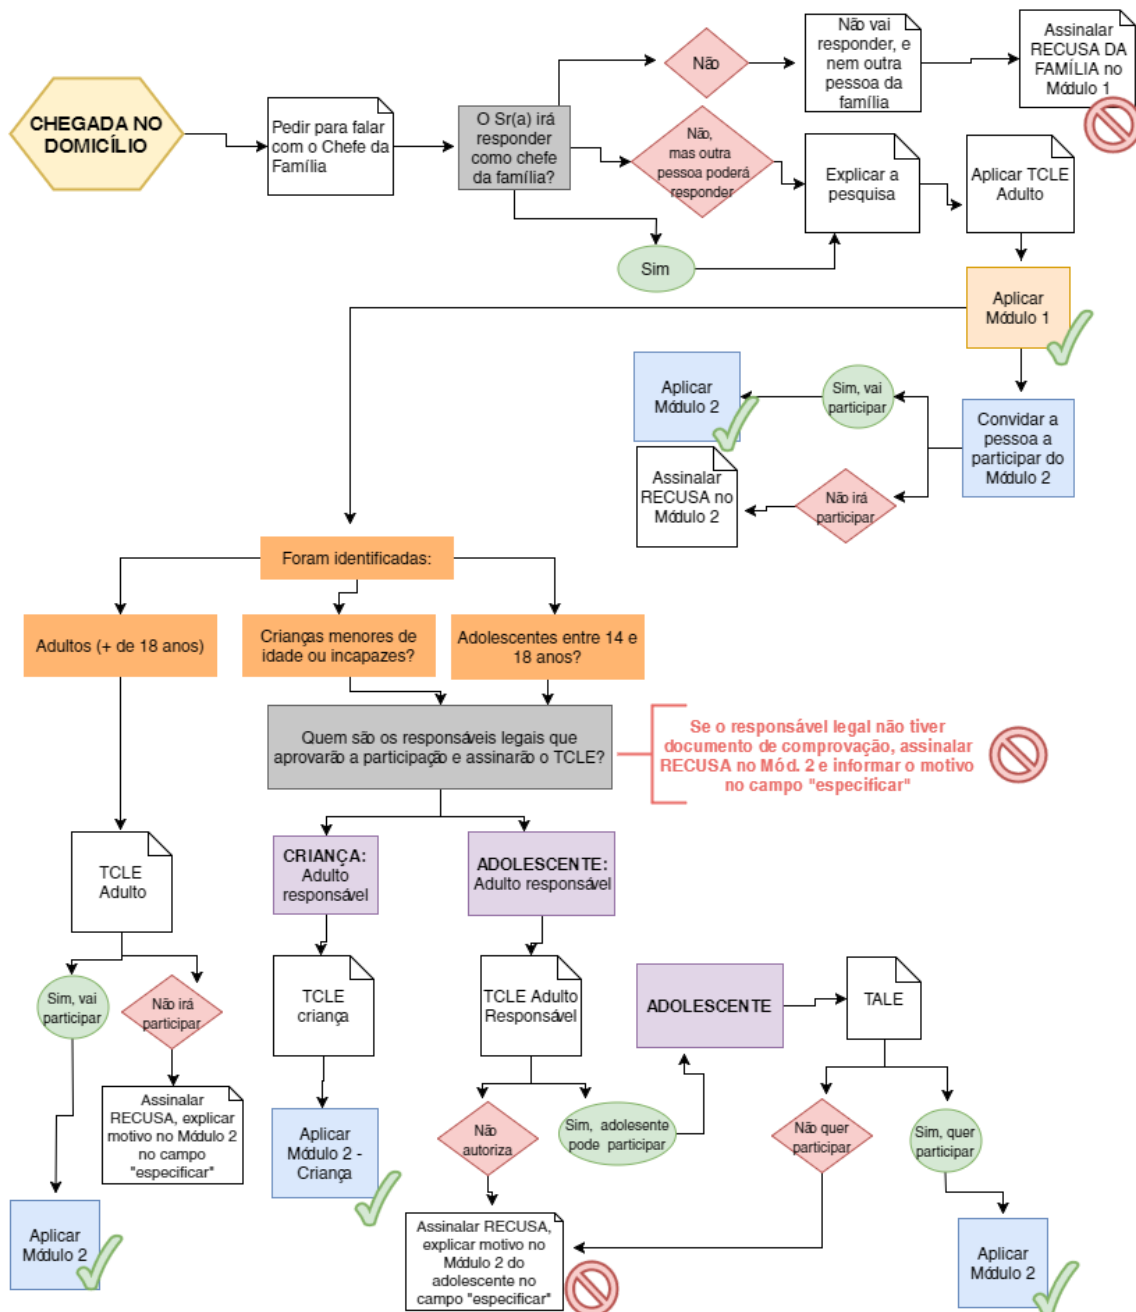 CHEGADA NO
DOMICÍLIO
Pedir para falar
com o Chefe da
Família
O Sr(a) irá
responder
como chefe
da família?
Não
Não vai
responder, e
nem outra
pessoa da
família
Assinalar
RECUSA DA
FAMÍLIA no
Módulo 1
Não,
mas outra
pessoa poderá
responder
Sim
Explicar a
pesquisa
Aplicar TCLE
Adulto
Aplicar
Módulo 1
Convidar a
pessoa a
participar do
Módulo 2
Sim, vai
participar
Aplicar
Módulo 2
Não irá
participar
Assinalar
RECUSA no
Módulo 2
Foram identificadas:
Adultos (+ de 18 anos)
Crianças menores de
idade ou incapazes?
Adolescentes entre 14 e
18 anos?
Quem são os responsáveis legais que
aprovarão a participação e assinarão o TCLE?
Se o responsável legal não tiver
documento de comprovação, assinalar
RECUSA no Mód. 2 e informar o motivo
no campo "especificar"
TCLE
Adulto
Sim, vai
participar
Não irá
participar
Assinalar
RECUSA, explicar
motivo no Módulo 2
no campo
"especificar"
Aplicar
Módulo 2
CRIANÇA:
Adulto
responsável
TCLE
criança
Aplicar
Módulo 2 -
Criança
ADOLESCENTE:
Adulto responsável
TCLE Adulto
Responsável
Não
autoriza
Sim, adolesente
pode participar
Assinalar RECUSA,
explicar motivo no
Módulo 2 do
adolescente no
campo "especificar"
ADOLESCENTE
TALE
Não quer
participar
Sim, quer
participar
Aplicar
Módulo 2